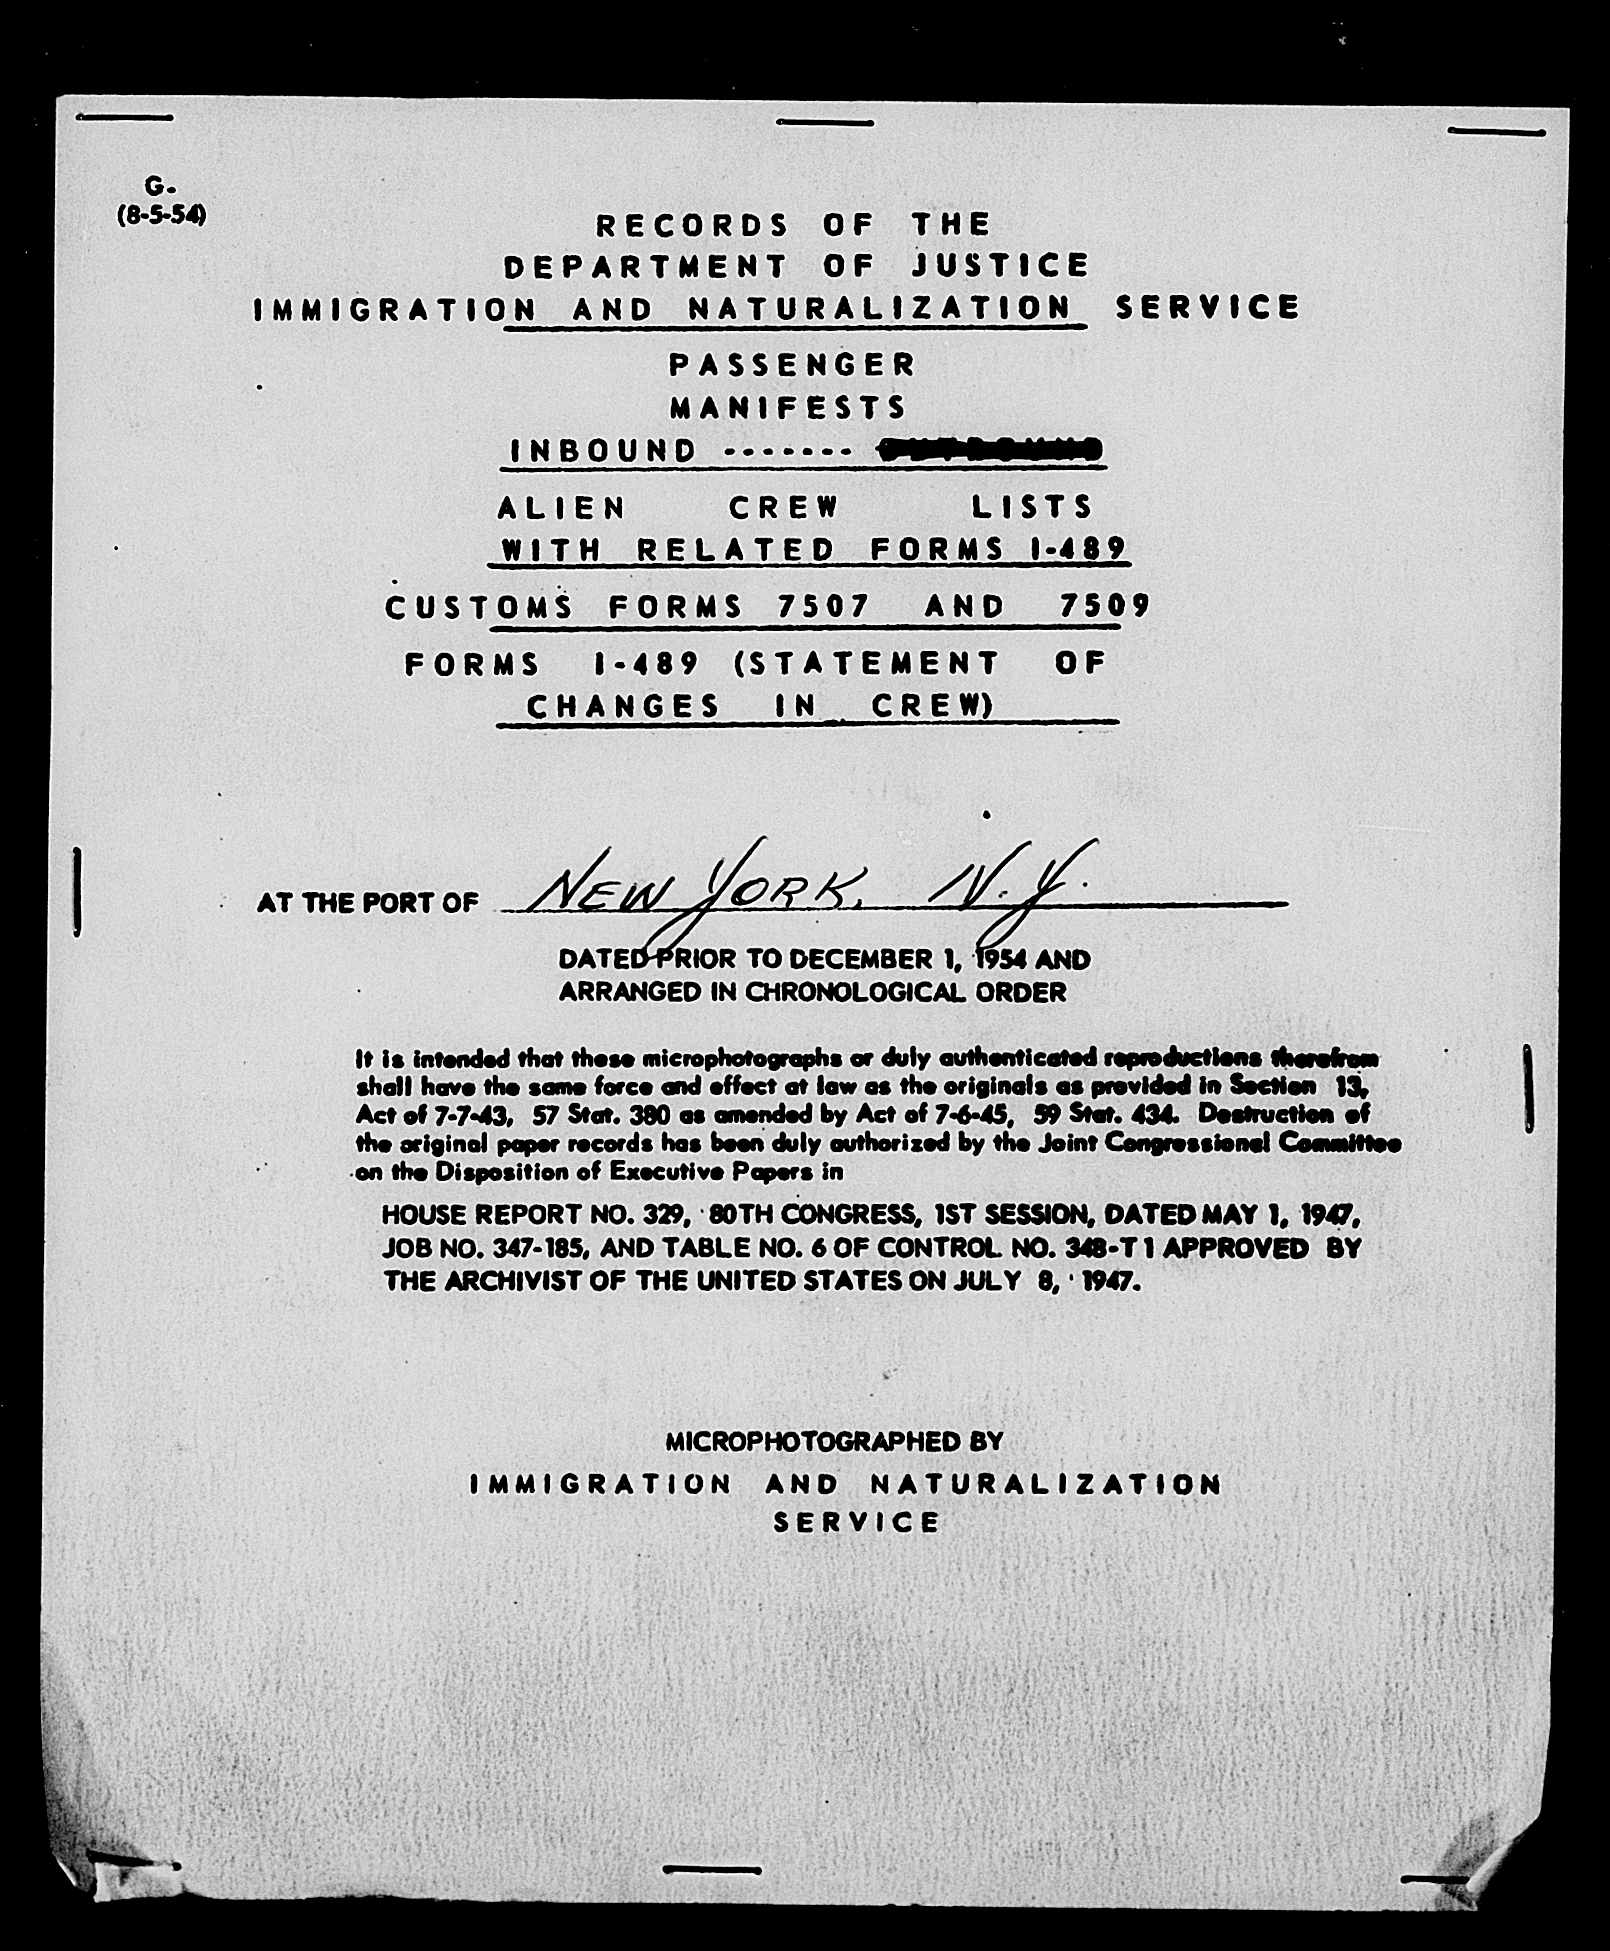 G-
(8-5-54)
RECORDS OF THE
DEPARTMENT OF JUSTICE
IMMIGRATION AND NATURALIZATION SERVICE
PASSENGER
MANIFESTS
INBOUND -------
ALIEN CREW LISTS
WITH RELATED FORMS I-489
CUSTOMS FORMS 7507 AND 7509
FORMS I-489 (STATEMENT OF
CHANGES IN CREW)
AT THE PORT OF NEW YORK, N.Y.
DATED PRIOR TO DECEMBER 1, 1954 AND
ARRANGED IN CHRONOLOGICAL ORDER
It is intended that these microphotographs or duly authenticated reproductions therefrom
shall have the same force and effect at law as the originals as provided in Section 13,
Act of 7-7-43, 57 Stat. 380 as amended by Act of 7-6-45, 59 Stat. 434. Destruction of
the original paper records has been duly authorized by the Joint Congressional Committee
on the Disposition of Executive Papers in
HOUSE REPORT NO. 329, 80TH CONGRESS, 1ST SESSION, DATED MAY 1, 1947,
JOB NO. 347-185, AND TABLE NO. 6 OF CONTROL NO. 348-T1 APPROVED BY
THE ARCHIVIST OF THE UNITED STATES ON JULY 8, 1947.
MICROPHOTOGRAPHED BY
IMMIGRATION AND NATURALIZATION
SERVICE